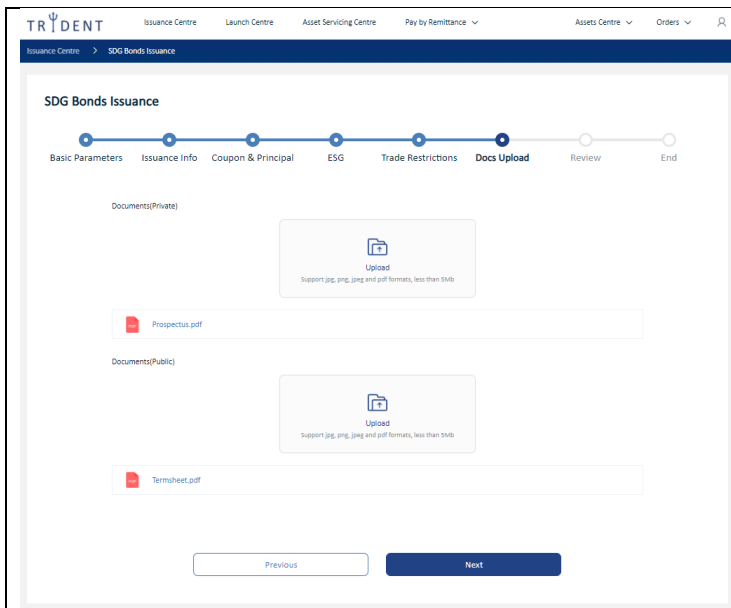 TRIDENT Issuance Centre Launch Centre Asset Servicing Centre Pay by Remittance Assets Centre Orders
Issuance Centre > SDG Bonds Issuance
SDG Bonds Issuance
Basic Parameters Issuance Info Coupon & Principal ESG Trade Restrictions Docs Upload Review End
Documents(Private)
Upload
Support jpg, png, jpeg and pdf formats, less than 5Mb
Prospectus.pdf
Documents(Public)
Upload
Support jpg, png, jpeg and pdf formats, less than 5Mb
Termsheet.pdf
Previous Next